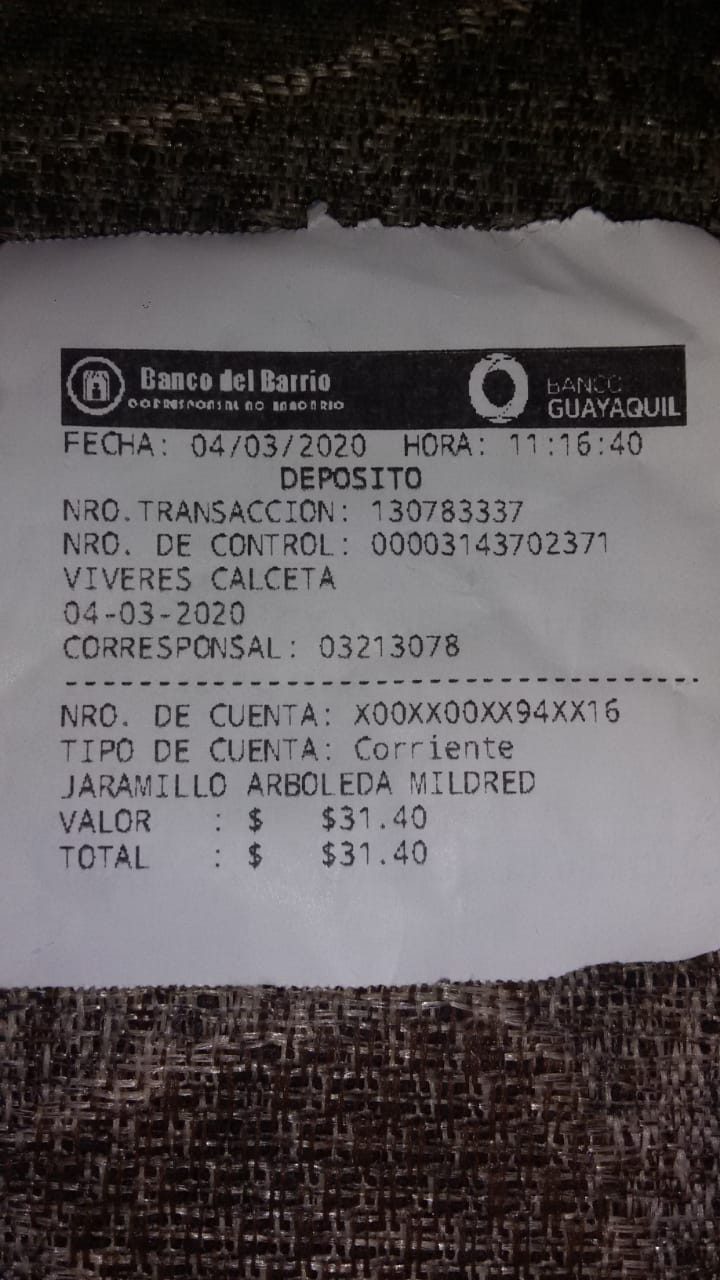 Banco del Barrio
CORRESPONSAL NO BANCARIO
BANCO
GUAYAQUIL
FECHA: 04/03/2020 HORA: 11:16:40
DEPOSITO
NRO.TRANSACCION: 130783337
NRO. DE CONTROL: 00003143702371
VIVERES CALCETA
04-03-2020
CORRESPONSAL: 03213078
NRO. DE CUENTA: X00XX00XX94XX16
TIPO DE CUENTA: Corriente
JARAMILLO ARBOLEDA MILDRED
VALOR : $ $31.40
TOTAL : $ $31.40